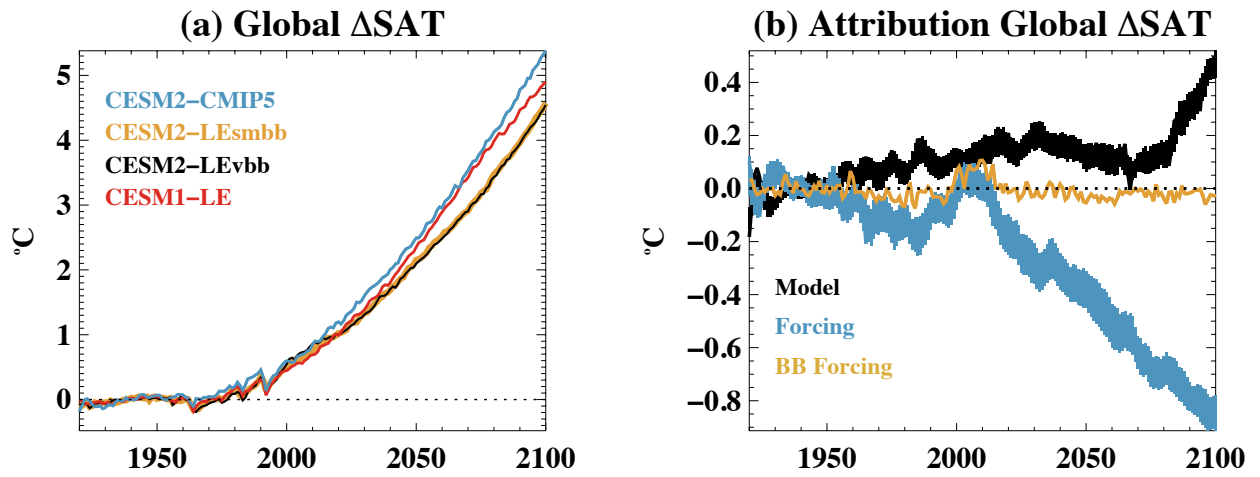 (a) Global ΔSAT
5
4
3
2
1
0
°C
CESM2−CMIP5
CESM2−LEsmbb
CESM2−LEvbb
CESM1−LE
1950
2000
2050
2100
(b) Attribution Global ΔSAT
0.4
0.2
0.0
−0.2
−0.4
−0.6
−0.8
°C
Model
Forcing
BB Forcing
1950
2000
2050
2100